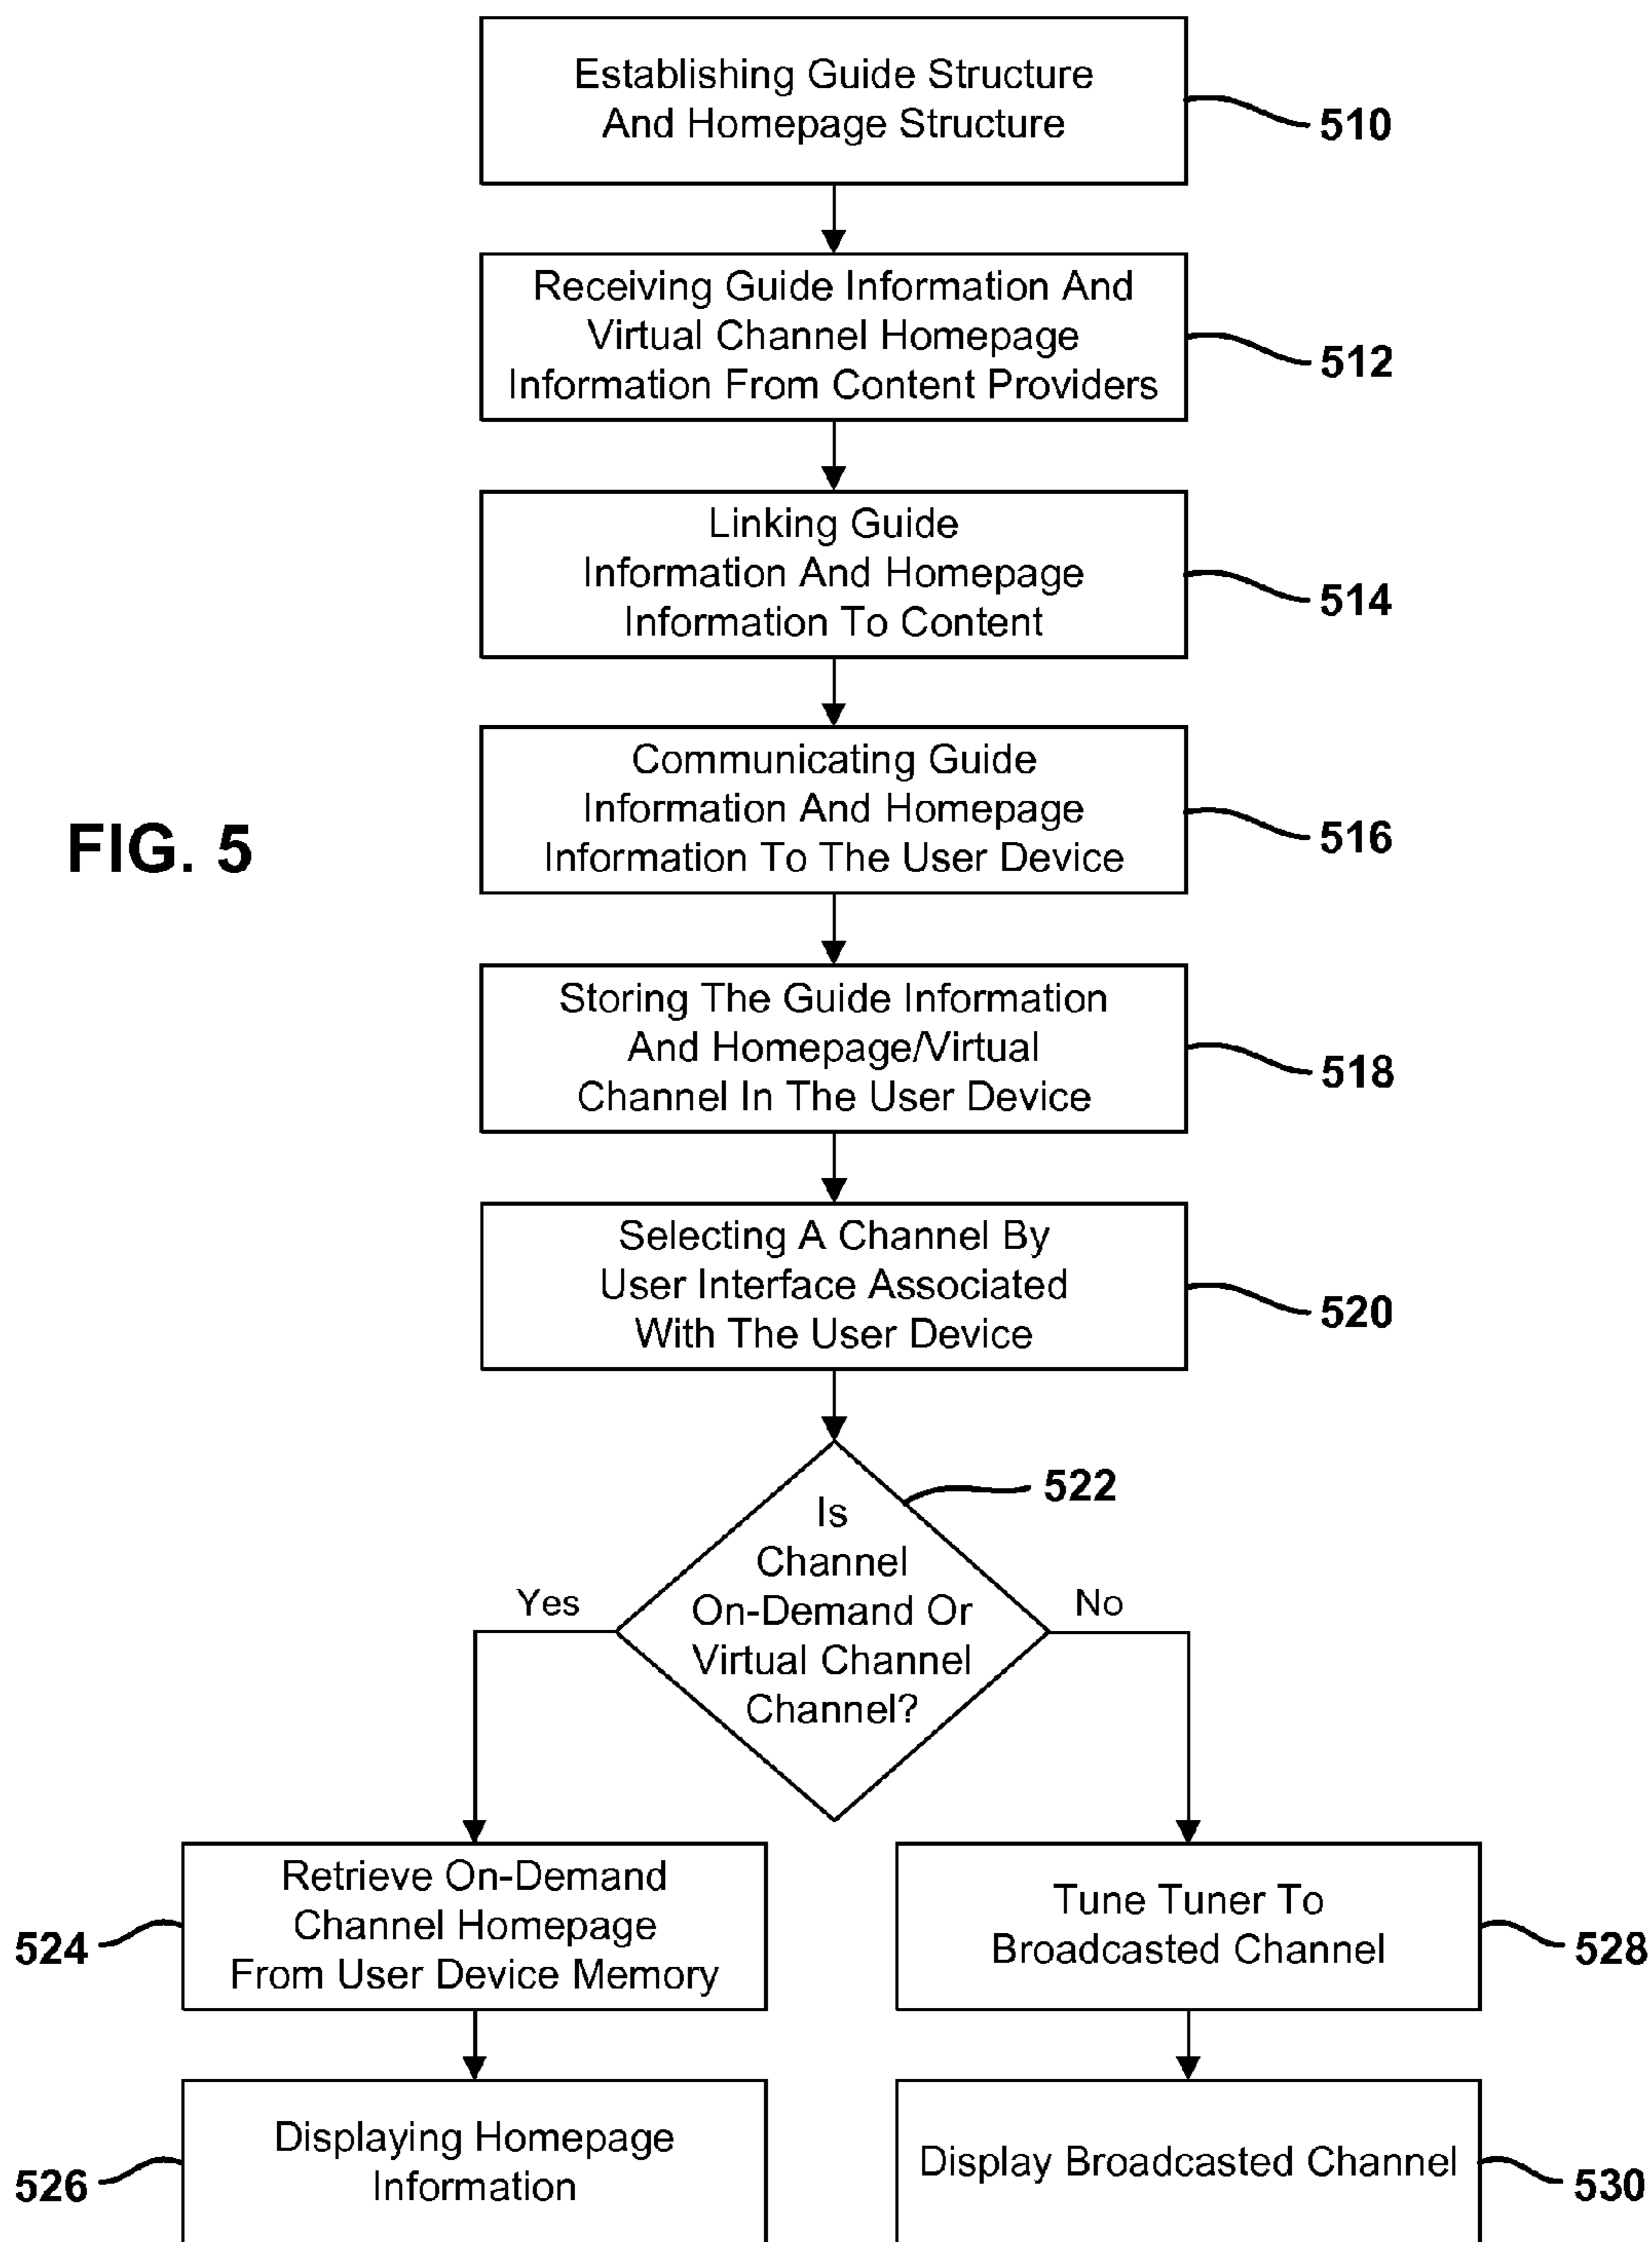 Establishing Guide Structure
And Homepage Structure
510
Receiving Guide Information And
Virtual Channel Homepage
Information From Content Providers
512
Linking Guide
Information And Homepage
Information To Content
514
Communicating Guide
Information And Homepage
Information To The User Device
516
FIG. 5
Storing The Guide Information
And Homepage/Virtual
Channel In The User Device
518
Selecting A Channel By
User Interface Associated
With The User Device
520
522
Is
Channel
On-Demand Or
Virtual Channel
Channel?
Yes
No
Retrieve On-Demand
Channel Homepage
From User Device Memory
524
Tune Tuner To
Broadcasted Channel
528
Displaying Homepage
Information
526
Display Broadcasted Channel
530